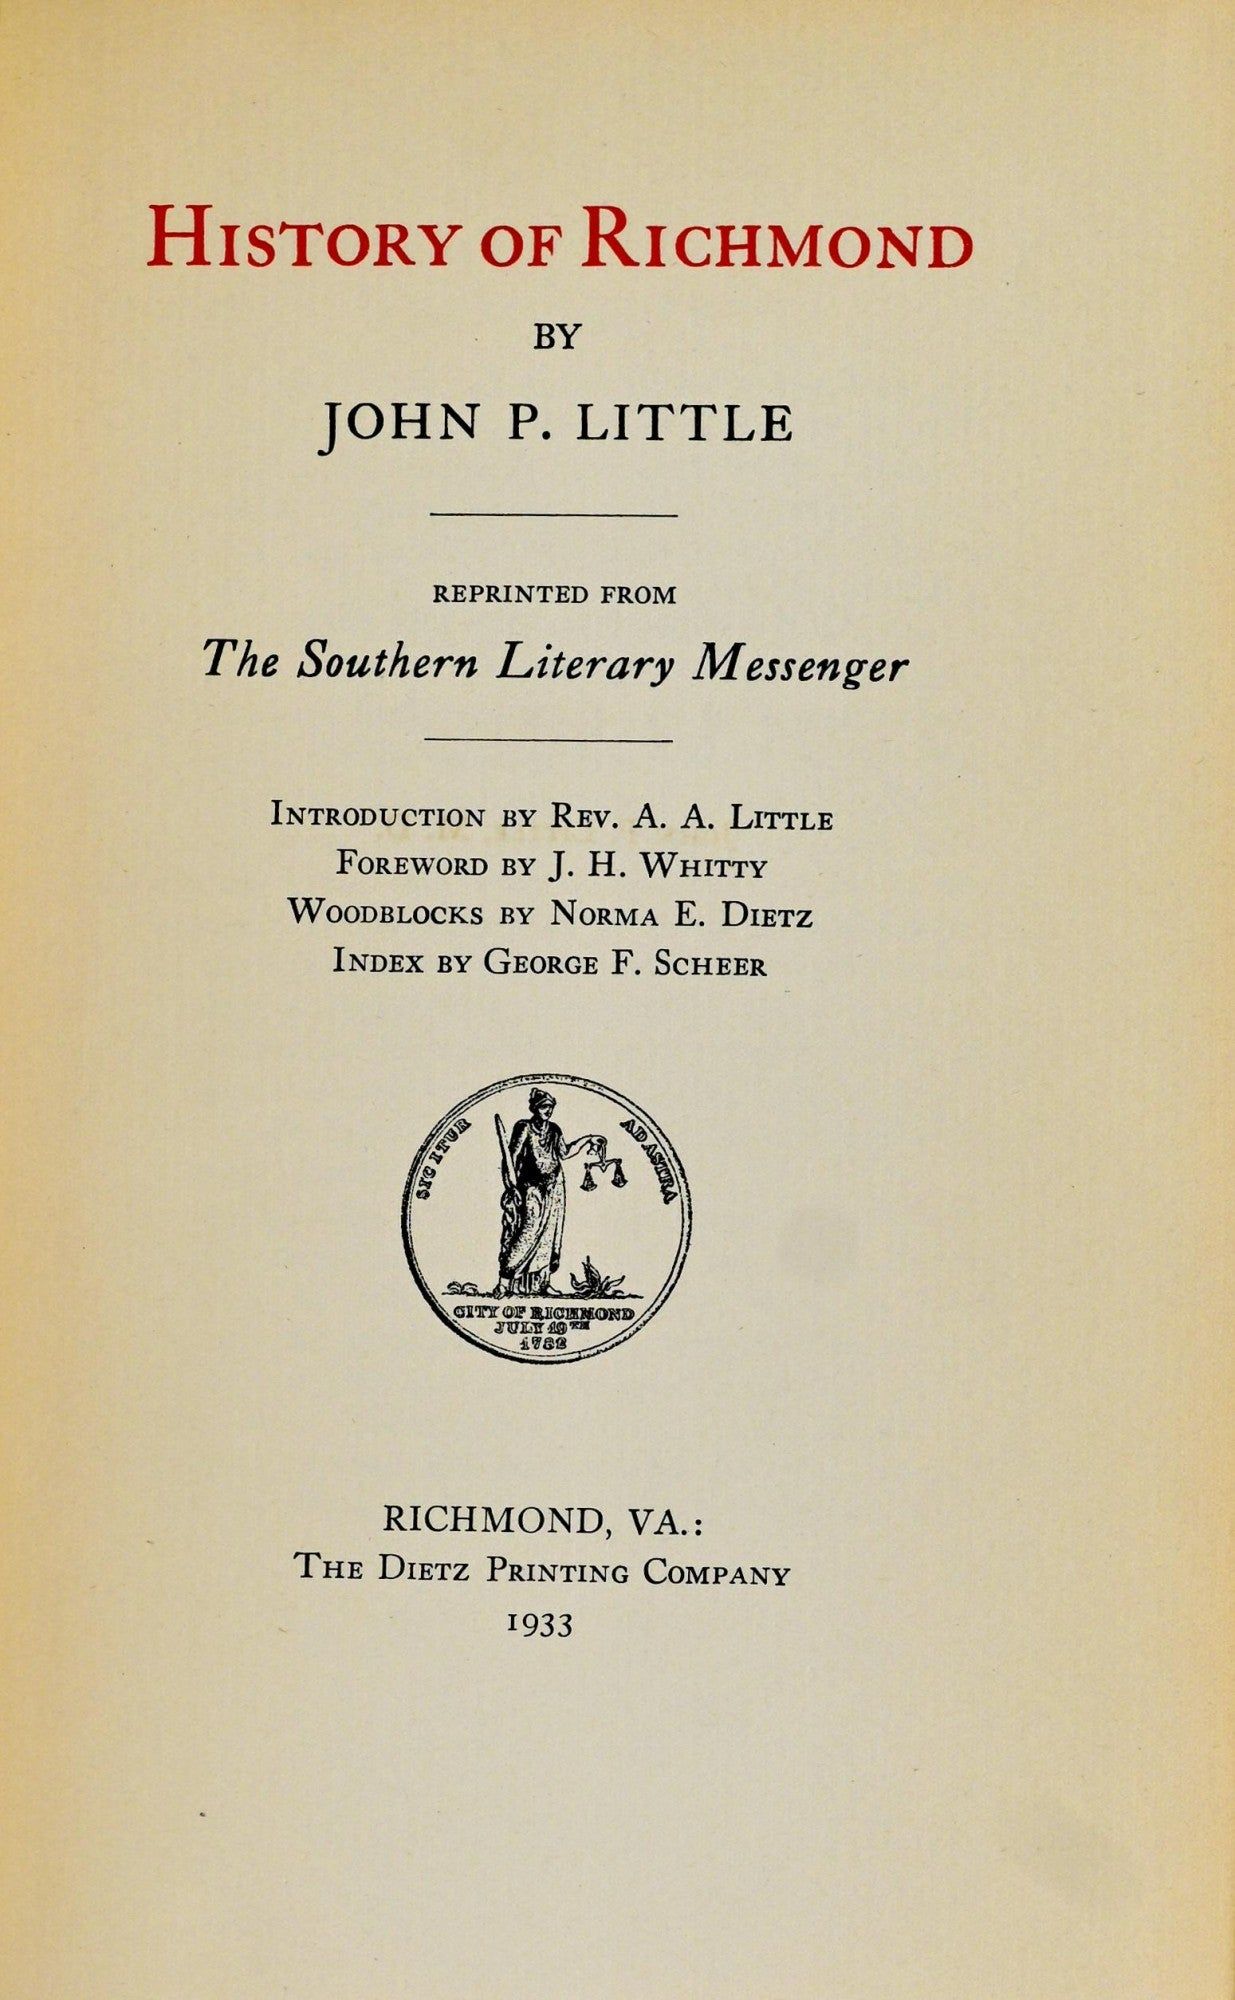 HISTORY OF RICHMOND
BY
JOHN P. LITTLE
REPRINTED FROM
The Southern Literary Messenger
INTRODUCTION BY REV. A. A. LITTLE
FOREWORD BY J. H. WHITTY
WOODBLOCKS BY NORMA E. DIETZ
INDEX BY GEORGE F. SCHEER
SIC ITUR AD ASTRA
CITY OF RICHMOND
JULY 19TH
1782
RICHMOND, VA.:
THE DIETZ PRINTING COMPANY
1933